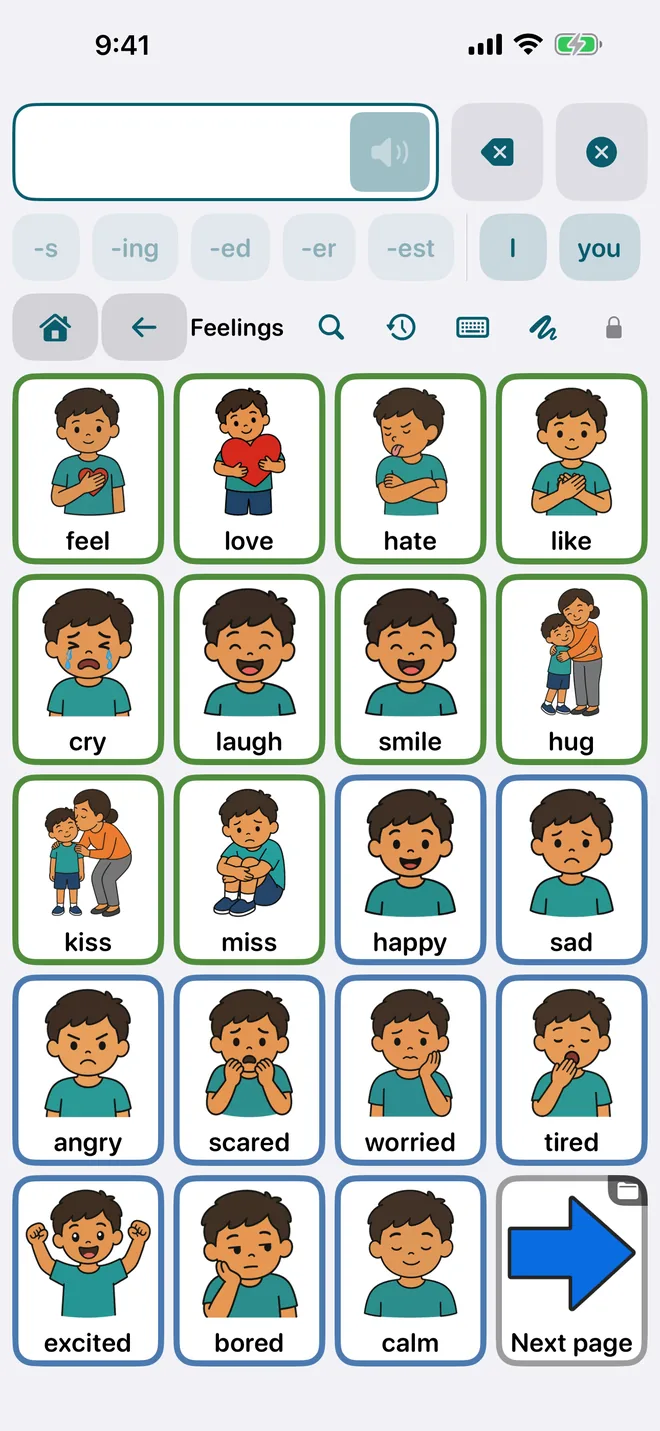 9:41
-s -ing -ed -er -est I you
Feelings
feel love hate like
cry laugh smile hug
kiss miss happy sad
angry scared worried tired
excited bored calm Next page